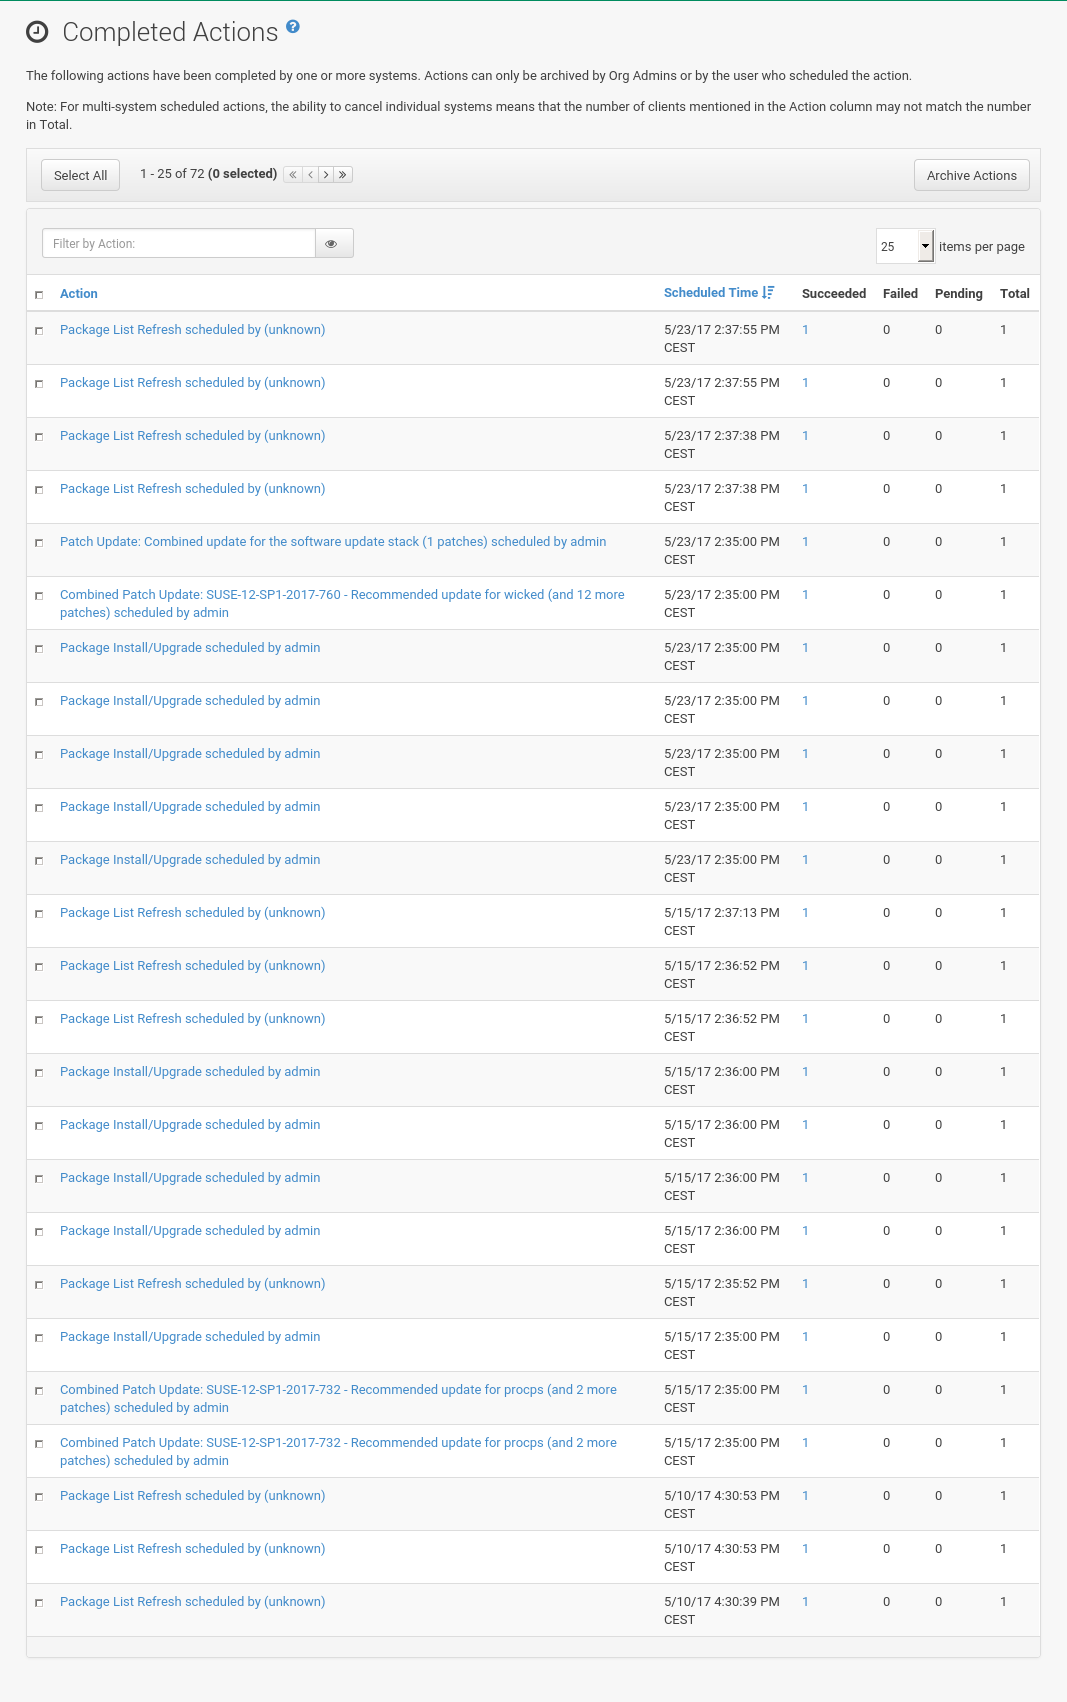 Completed Actions ?
The following actions have been completed by one or more systems. Actions can only be archived by Org Admins or by the user who scheduled the action.
Note: For multi-system scheduled actions, the ability to cancel individual systems means that the number of clients mentioned in the Action column may not match the number
in Total.
Select All 1 - 25 of 72 (0 selected) « ‹ › » Archive Actions
Filter by Action: 25 items per page
Action Scheduled Time Succeeded Failed Pending Total
Package List Refresh scheduled by (unknown) 5/23/17 2:37:55 PM 1 0 0 1
CEST
Package List Refresh scheduled by (unknown) 5/23/17 2:37:55 PM 1 0 0 1
CEST
Package List Refresh scheduled by (unknown) 5/23/17 2:37:38 PM 1 0 0 1
CEST
Package List Refresh scheduled by (unknown) 5/23/17 2:37:38 PM 1 0 0 1
CEST
Patch Update: Combined update for the software update stack (1 patches) scheduled by admin 5/23/17 2:35:00 PM 1 0 0 1
CEST
Combined Patch Update: SUSE-12-SP1-2017-760 - Recommended update for wicked (and 12 more 5/23/17 2:35:00 PM 1 0 0 1
patches) scheduled by admin CEST
Package Install/Upgrade scheduled by admin 5/23/17 2:35:00 PM 1 0 0 1
CEST
Package Install/Upgrade scheduled by admin 5/23/17 2:35:00 PM 1 0 0 1
CEST
Package Install/Upgrade scheduled by admin 5/23/17 2:35:00 PM 1 0 0 1
CEST
Package Install/Upgrade scheduled by admin 5/23/17 2:35:00 PM 1 0 0 1
CEST
Package Install/Upgrade scheduled by admin 5/23/17 2:35:00 PM 1 0 0 1
CEST
Package List Refresh scheduled by (unknown) 5/15/17 2:37:13 PM 1 0 0 1
CEST
Package List Refresh scheduled by (unknown) 5/15/17 2:36:52 PM 1 0 0 1
CEST
Package List Refresh scheduled by (unknown) 5/15/17 2:36:52 PM 1 0 0 1
CEST
Package Install/Upgrade scheduled by admin 5/15/17 2:36:00 PM 1 0 0 1
CEST
Package Install/Upgrade scheduled by admin 5/15/17 2:36:00 PM 1 0 0 1
CEST
Package Install/Upgrade scheduled by admin 5/15/17 2:36:00 PM 1 0 0 1
CEST
Package Install/Upgrade scheduled by admin 5/15/17 2:36:00 PM 1 0 0 1
CEST
Package List Refresh scheduled by (unknown) 5/15/17 2:35:52 PM 1 0 0 1
CEST
Package Install/Upgrade scheduled by admin 5/15/17 2:35:00 PM 1 0 0 1
CEST
Combined Patch Update: SUSE-12-SP1-2017-732 - Recommended update for procps (and 2 more 5/15/17 2:35:00 PM 1 0 0 1
patches) scheduled by admin CEST
Combined Patch Update: SUSE-12-SP1-2017-732 - Recommended update for procps (and 2 more 5/15/17 2:35:00 PM 1 0 0 1
patches) scheduled by admin CEST
Package List Refresh scheduled by (unknown) 5/10/17 4:30:53 PM 1 0 0 1
CEST
Package List Refresh scheduled by (unknown) 5/10/17 4:30:53 PM 1 0 0 1
CEST
Package List Refresh scheduled by (unknown) 5/10/17 4:30:39 PM 1 0 0 1
CEST